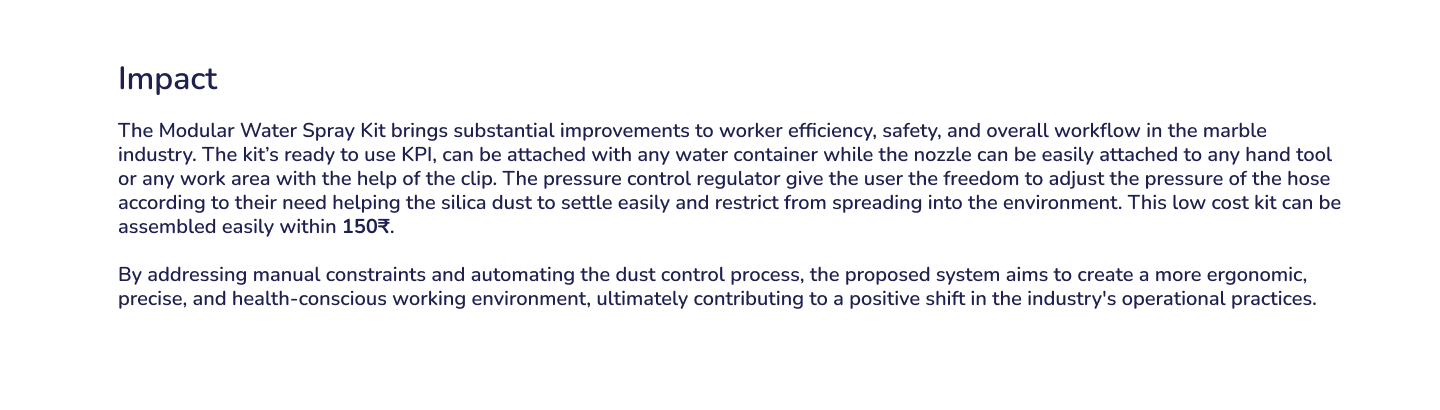 Impact
The Modular Water Spray Kit brings substantial improvements to worker efficiency, safety, and overall workflow in the marble
industry. The kit’s ready to use KPI, can be attached with any water container while the nozzle can be easily attached to any hand tool
or any work area with the help of the clip. The pressure control regulator give the user the freedom to adjust the pressure of the hose
according to their need helping the silica dust to settle easily and restrict from spreading into the environment. This low cost kit can be
assembled easily within 150₹.
By addressing manual constraints and automating the dust control process, the proposed system aims to create a more ergonomic,
precise, and health-conscious working environment, ultimately contributing to a positive shift in the industry's operational practices.